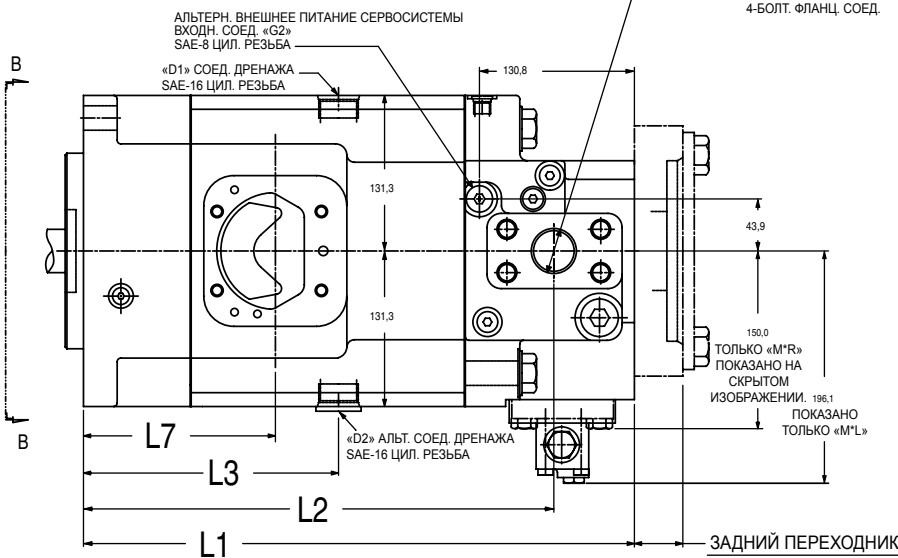 4-БОЛТ. ФЛАНЦ. СОЕД.
АЛЬТЕРН. ВНЕШНЕЕ ПИТАНИЕ СЕРВОСИСТЕМЫ
ВХОДН. СОЕД. «G2»
SAE-8 ЦИЛ. РЕЗЬБА
B
«D1» СОЕД. ДРЕНАЖА
SAE-16 ЦИЛ. РЕЗЬБА
130,8
131,3
43,9
131,3
150,0
ТОЛЬКО «M*R»
ПОКАЗАНО НА
СКРЫТОМ
ИЗОБРАЖЕНИИ.
196,1
ПОКАЗАНО
ТОЛЬКО «M*L»
B
L7
«D2» АЛЬТ. СОЕД. ДРЕНАЖА
SAE-16 ЦИЛ. РЕЗЬБА
L3
L2
L1
ЗАДНИЙ ПЕРЕХОДНИК